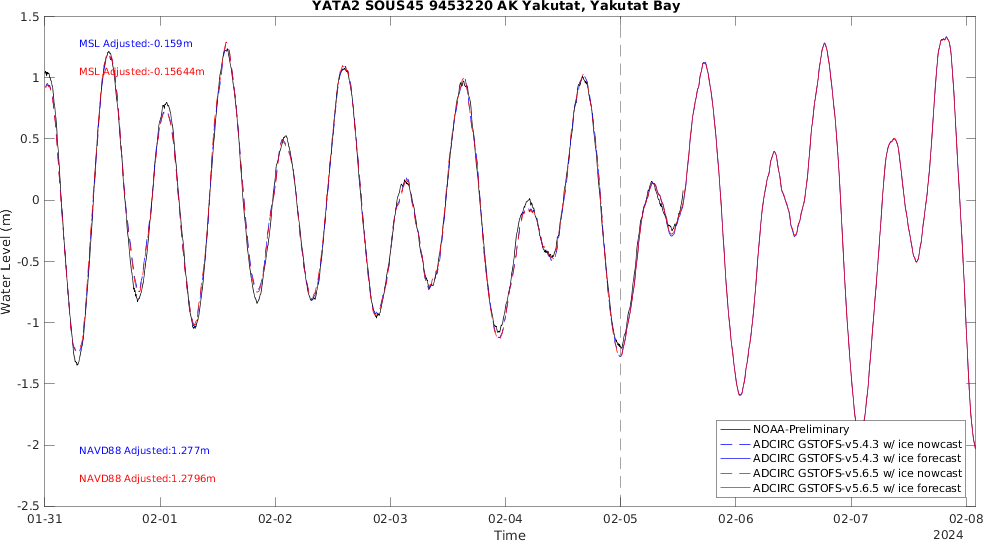 YATA2 SOUS45 9453220 AK Yakutat, Yakutat Bay
1.5
1
0.5
0
-0.5
-1
-1.5
-2
-2.5
Water Level (m)
MSL Adjusted:-0.159m
MSL Adjusted:-0.15644m
NAVD88 Adjusted:1.277m
NAVD88 Adjusted:1.2796m
NOAA-Preliminary
ADCIRC GSTOFS-v5.4.3 w/ ice nowcast
ADCIRC GSTOFS-v5.4.3 w/ ice forecast
ADCIRC GSTOFS-v5.6.5 w/ ice nowcast
ADCIRC GSTOFS-v5.6.5 w/ ice forecast
01-31 02-01 02-02 02-03 02-04 02-05 02-06 02-07 02-08
Time
2024